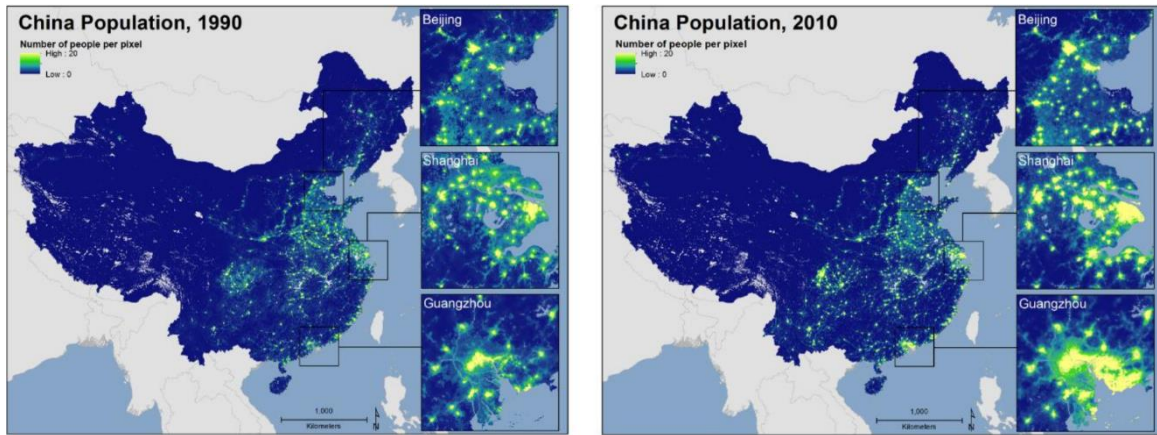 China Population, 1990
Number of people per pixel
High : 20
Low : 0
Beijing
Shanghai
Guangzhou
1,000
Kilometers
N
China Population, 2010
Number of people per pixel
High : 20
Low : 0
Beijing
Shanghai
Guangzhou
1,000
Kilometers
N